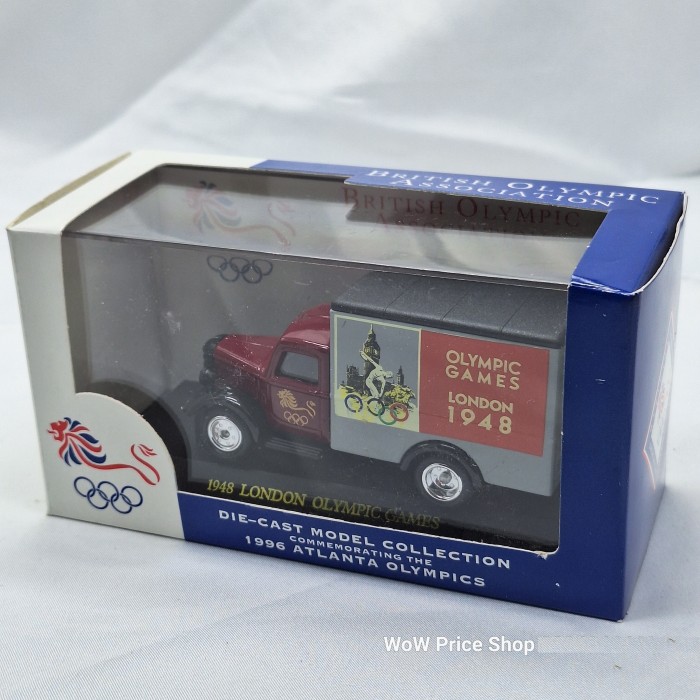 BRITISH OLYMPIC
ASSOCIATION
BRITISH OLYMPIC
OLYMPIC
GAMES
LONDON
1948
1948 LONDON OLYMPIC GAMES
DIE-CAST MODEL COLLECTION
COMMEMORATING THE
1996 ATLANTA OLYMPICS
WoW Price Shop